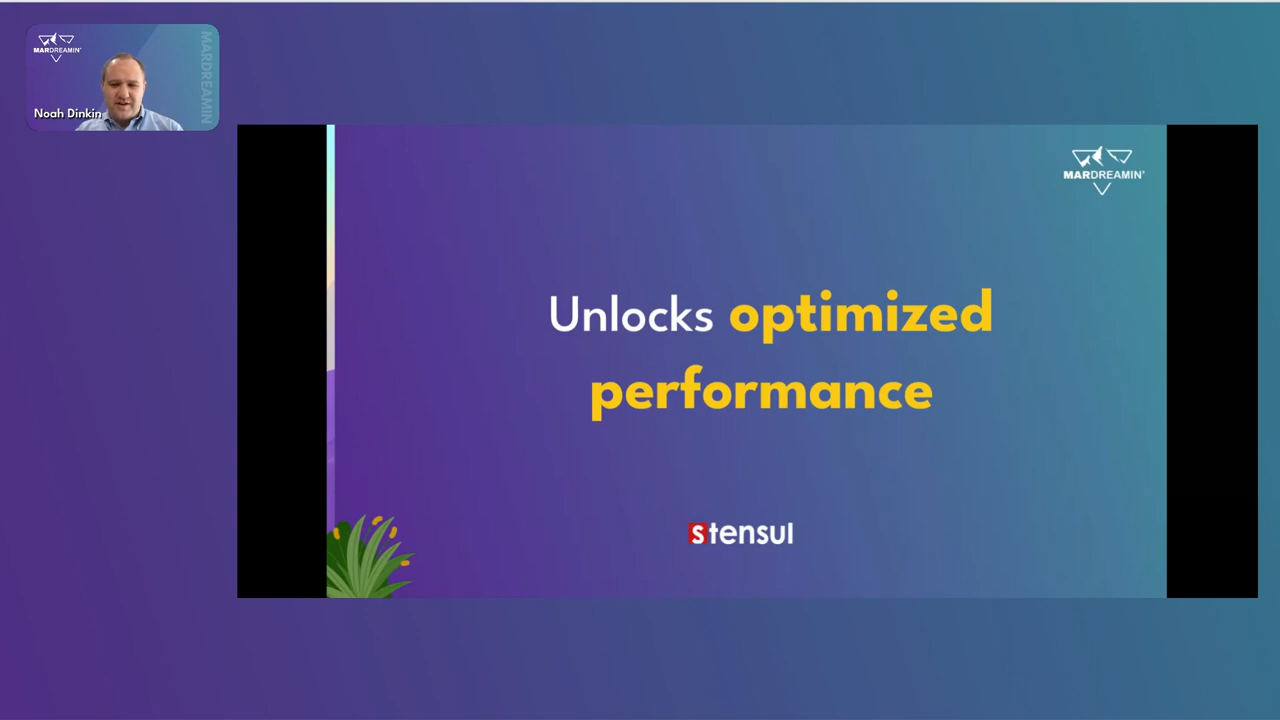 MARDREAMIN'
MARDREAMIN
Noah Dinkin
MARDREAMIN'
Unlocks optimized
performance
stensul